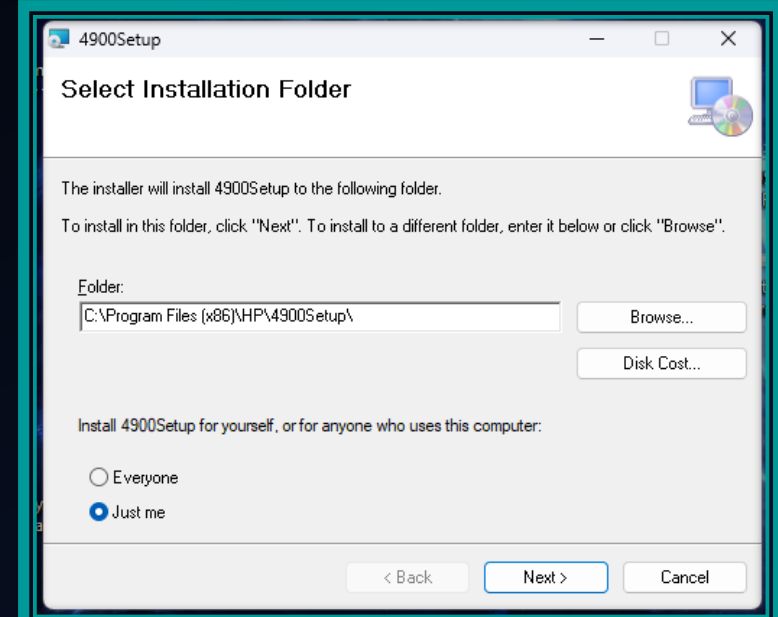 4900Setup
Select Installation Folder
The installer will install 4900Setup to the following folder.
To install in this folder, click "Next". To install to a different folder, enter it below or click "Browse".
Folder:
C:\Program Files (x86)\HP\4900Setup\
Browse...
Disk Cost...
Install 4900Setup for yourself, or for anyone who uses this computer:
Everyone
Just me
< Back
Next >
Cancel